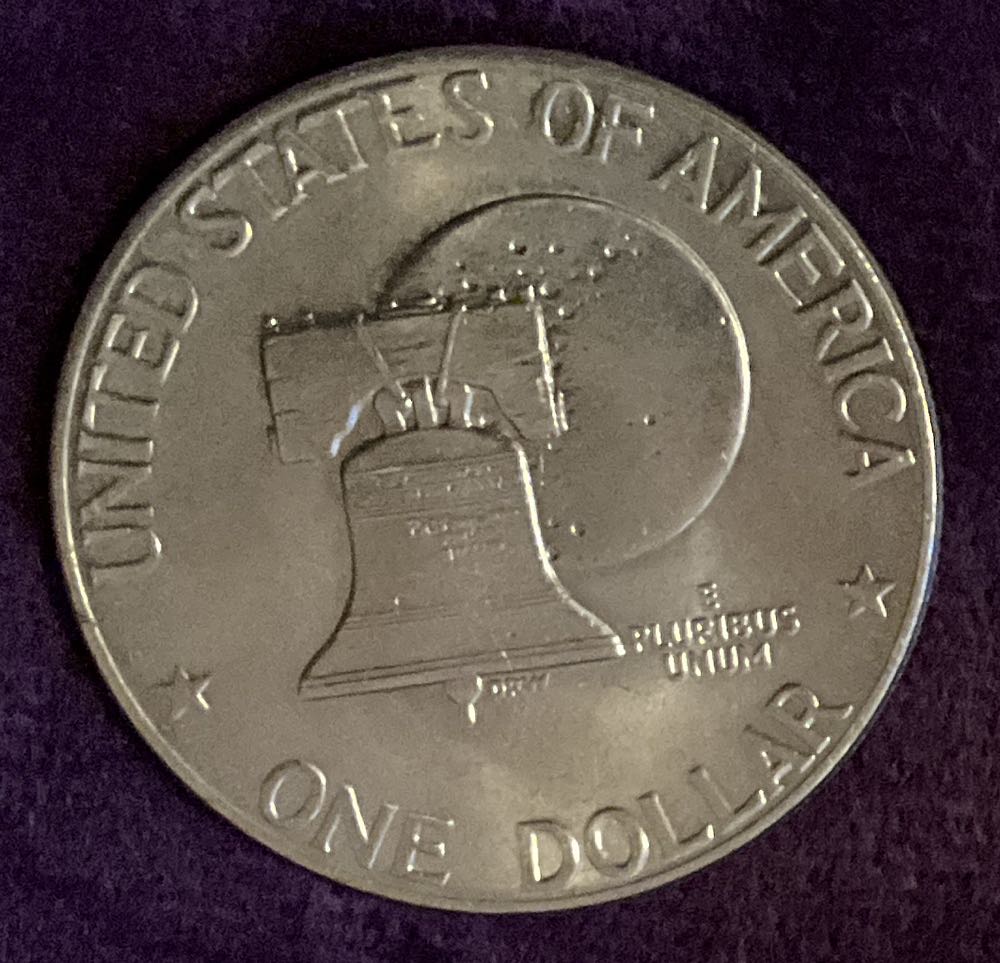 UNITED STATES OF AMERICA
E
PLURIBUS
UNUM
ONE DOLLAR